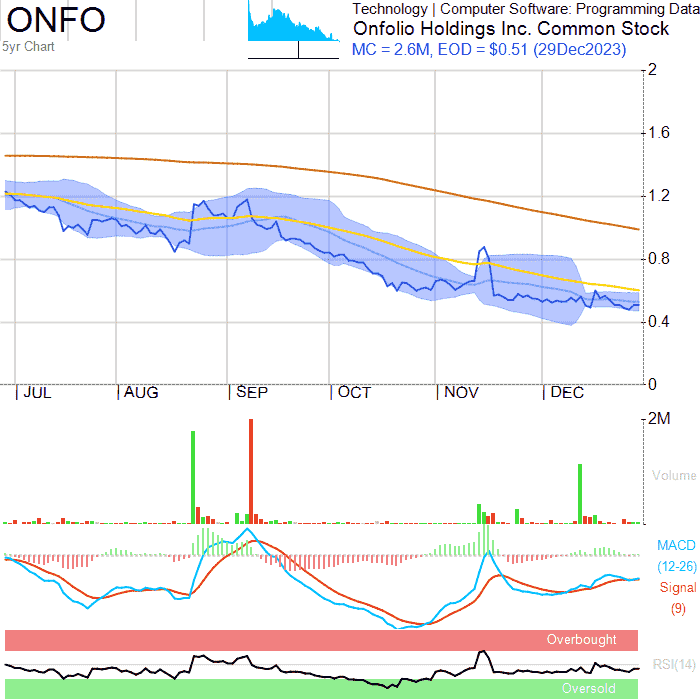 ONFO
5yr Chart
Technology | Computer Software: Programming Data
Onfolio Holdings Inc. Common Stock
MC = 2.6M, EOD = $0.51 (29Dec2023)
2
1.6
1.2
0.8
0.4
0
JUL AUG SEP OCT NOV DEC
2M
Volume
MACD
(12-26)
Signal
(9)
Overbought
RSI(14)
Oversold